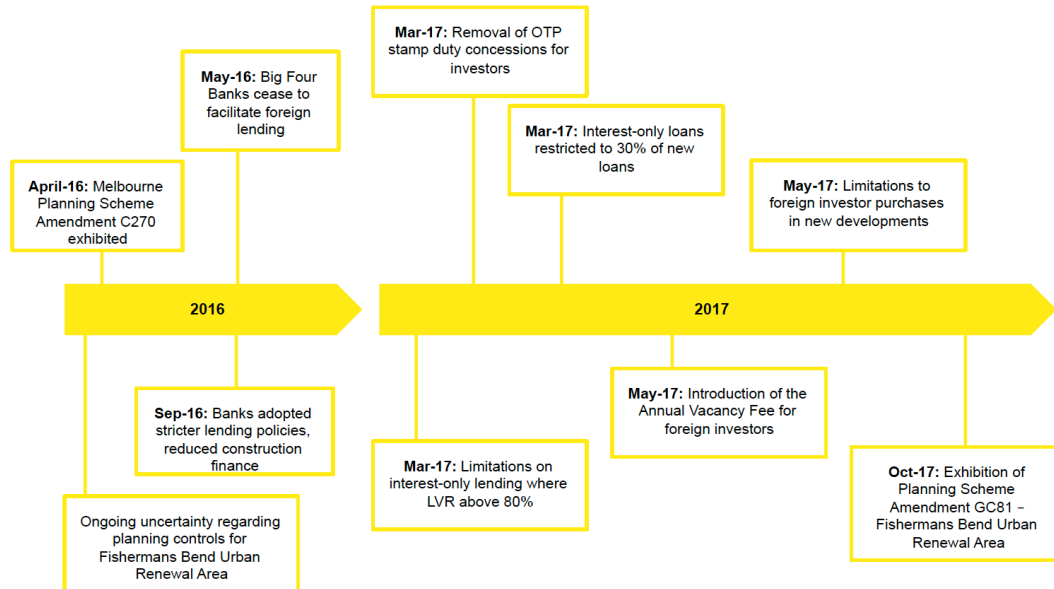 Mar-17: Removal of OTP
stamp duty concessions for
investors
May-16: Big Four
Banks cease to
facilitate foreign
lending
Mar-17: Interest-only loans
restricted to 30% of new
loans
April-16: Melbourne
Planning Scheme
Amendment C270
exhibited
May-17: Limitations to
foreign investor purchases
in new developments
2016
2017
Sep-16: Banks adopted
stricter lending policies,
reduced construction
finance
May-17: Introduction of the
Annual Vacancy Fee for
foreign investors
Mar-17: Limitations on
interest-only lending where
LVR above 80%
Oct-17: Exhibition of
Planning Scheme
Amendment GC81 –
Fishermans Bend Urban
Renewal Area
Ongoing uncertainty regarding
planning controls for
Fishermans Bend Urban
Renewal Area